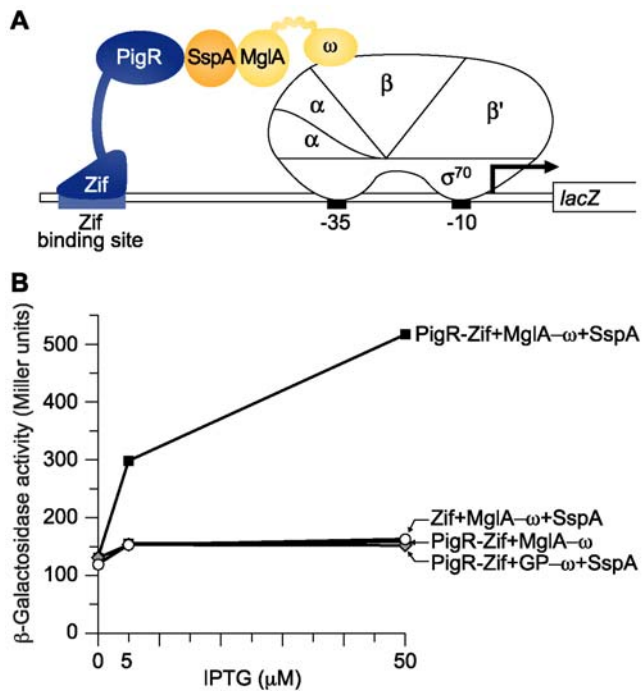 A
PigR
SspA
MglA
ω
β
β'
α
α
σ70
Zif
lacZ
Zif
binding site
-35
-10
B
β-Galactosidase activity (Miller units)
500
400
300
200
100
0
0
5
50
IPTG (μM)
PigR-Zif+MglA–ω+SspA
Zif+MglA–ω+SspA
PigR-Zif+MglA–ω
PigR-Zif+GP–ω+SspA